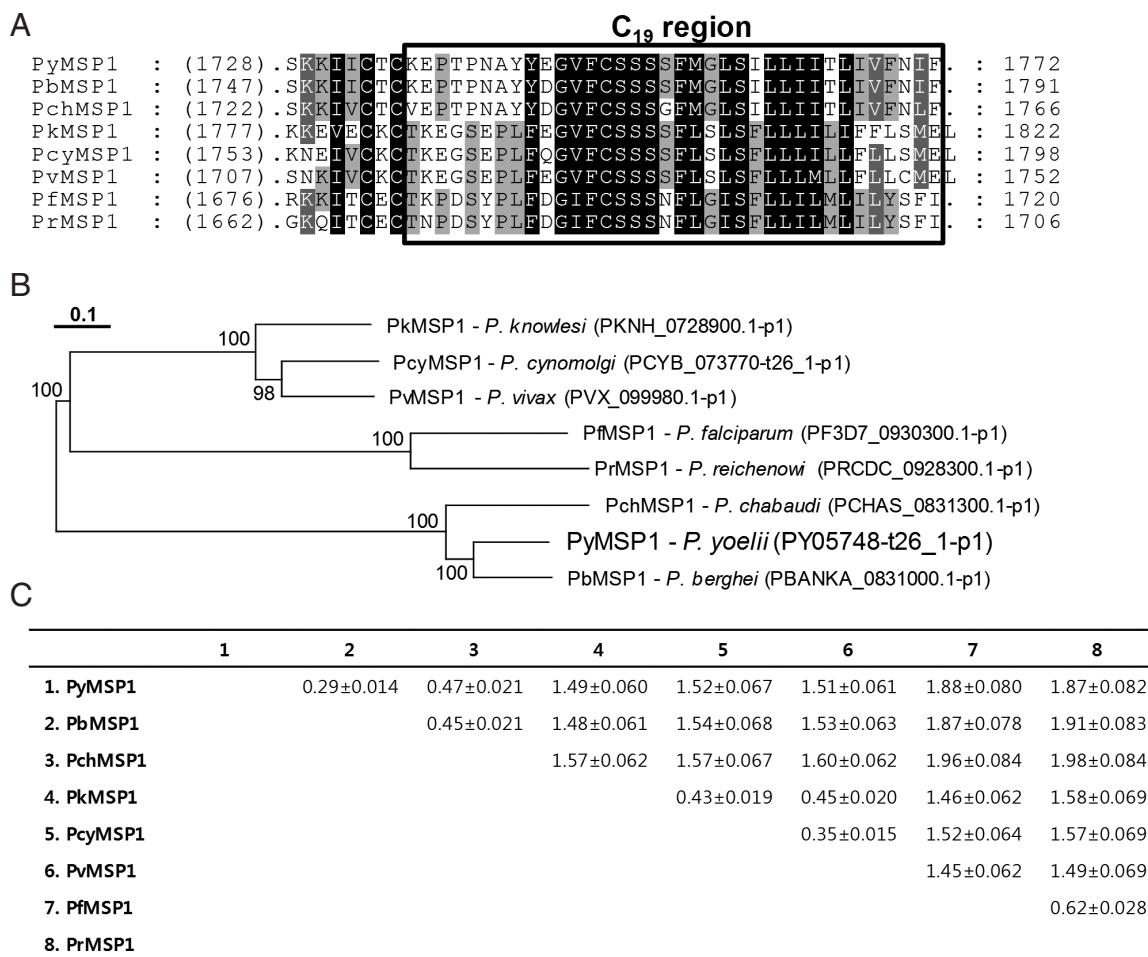 A
C19 region
PyMSP1 : (1728).SKKIICTCKEPTPNAYYEGVFCSSSSFMGLSILLIITLIVFNIF. : 1772
PbMSP1 : (1747).SKKIICTCKEPTPNAYYDGVFCSSSSFMGLSILLIITLIVFNIF. : 1791
PchMSP1 : (1722).SKKIVCTCVEPTPNAYYDGVFCSSSGFMGLSILLIITLIVFNLF. : 1766
PkMSP1 : (1777).KKEVECKCTKEGSEPLFEGVFCSSSSFLSLSFLLLILIFFLSMEL : 1822
PcyMSP1 : (1753).KNEIVCKCTKEGSEPLFQGVFCSSSSFLSLSFLLLILLFLLSMEL : 1798
PvMSP1 : (1707).SNKIVCKCTKEGSEPLFEGVFCSSSSFLSLSFLLLMLLFLLCMEL : 1752
PfMSP1 : (1676).RKKITCECTKPDSYPLFDGIFCSSSNFLGISFLLILMLILYSFI. : 1720
PrMSP1 : (1662).GKQITCECTNPDSYPLFDGIFCSSSNFLGISFLLILMLILYSFI. : 1706
B
0.1
PkMSP1 - P. knowlesi (PKNH_0728900.1-p1)
100
PcyMSP1 - P. cynomolgi (PCYB_073770-t26_1-p1)
98
PvMSP1 - P. vivax (PVX_099980.1-p1)
100
PfMSP1 - P. falciparum (PF3D7_0930300.1-p1)
100
PrMSP1 - P. reichenowi (PRCDC_0928300.1-p1)
PchMSP1 - P. chabaudi (PCHAS_0831300.1-p1)
100
PyMSP1 - P. yoelii (PY05748-t26_1-p1)
100
PbMSP1 - P. berghei (PBANKA_0831000.1-p1)
C
1 2 3 4 5 6 7 8
1. PyMSP1 0.29±0.014 0.47±0.021 1.49±0.060 1.52±0.067 1.51±0.061 1.88±0.080 1.87±0.082
2. PbMSP1 0.45±0.021 1.48±0.061 1.54±0.068 1.53±0.063 1.87±0.078 1.91±0.083
3. PchMSP1 1.57±0.062 1.57±0.067 1.60±0.062 1.96±0.084 1.98±0.084
4. PkMSP1 0.43±0.019 0.45±0.020 1.46±0.062 1.58±0.069
5. PcyMSP1 0.35±0.015 1.52±0.064 1.57±0.069
6. PvMSP1 1.45±0.062 1.49±0.069
7. PfMSP1 0.62±0.028
8. PrMSP1